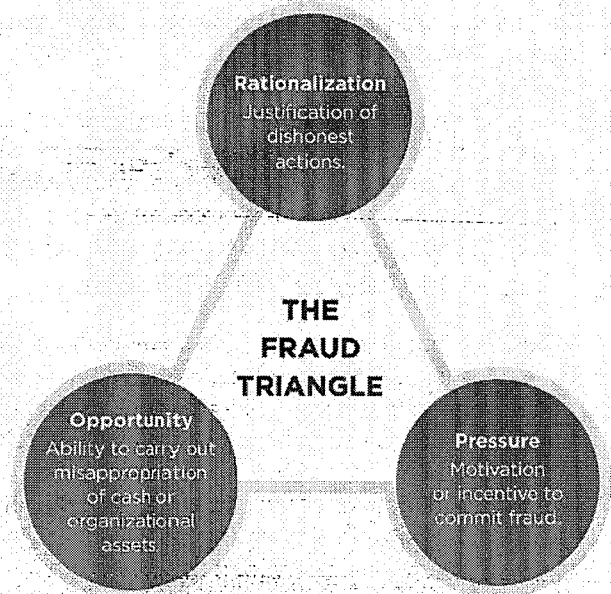 Rationalization
Justification of
dishonest
actions.
THE
FRAUD
TRIANGLE
Opportunity
Ability to carry out
misappropriation
of cash or
organizational
assets.
Pressure
Motivation
or incentive to
commit fraud.